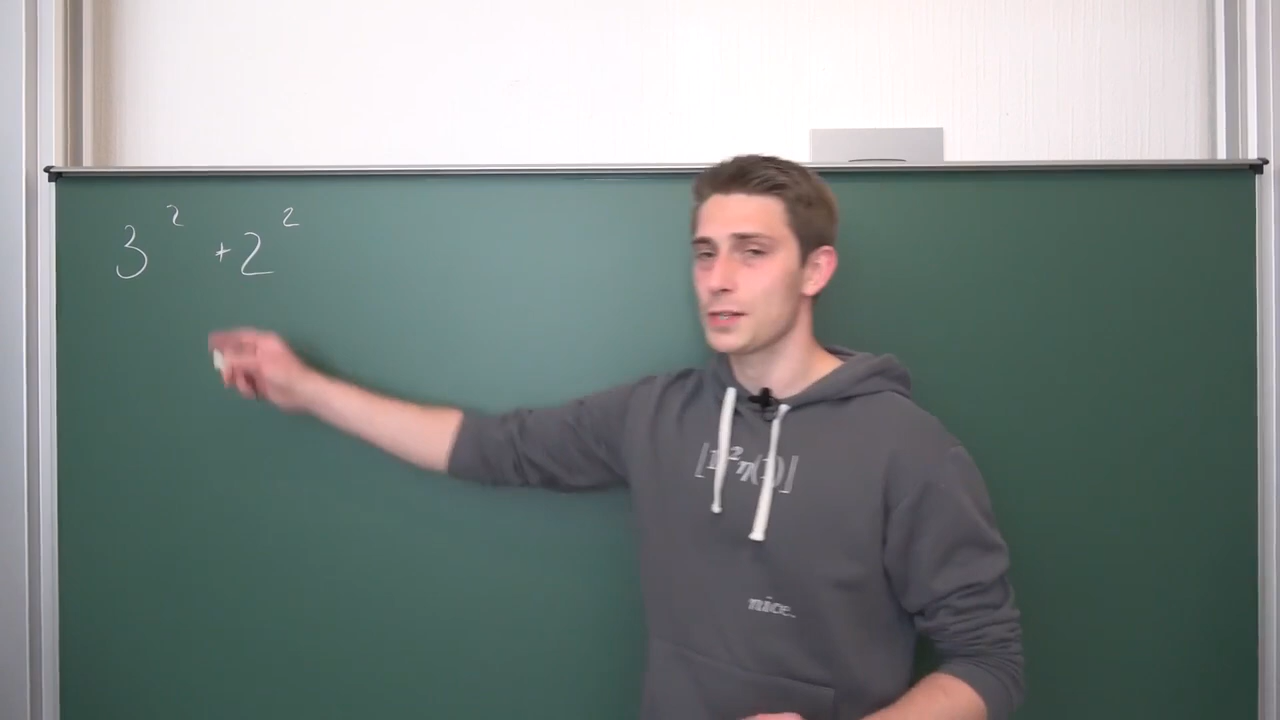 3² + 2²
nice.